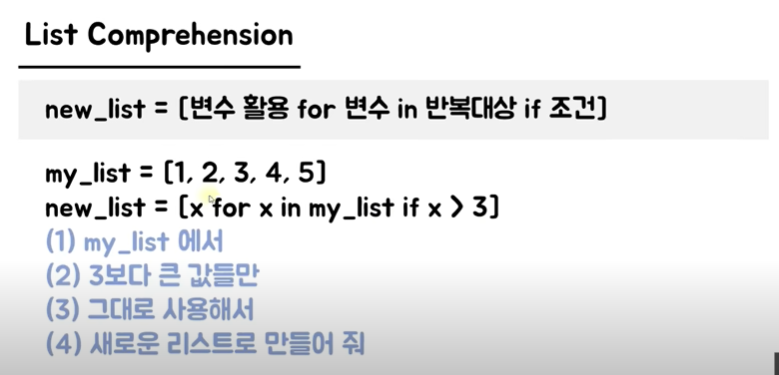 List Comprehension
new_list = [변수 활용 for 변수 in 반복대상 if 조건]
my_list = [1, 2, 3, 4, 5]
new_list = [x for x in my_list if x > 3]
(1) my_list 에서
(2) 3보다 큰 값들만
(3) 그대로 사용해서
(4) 새로운 리스트로 만들어 줘